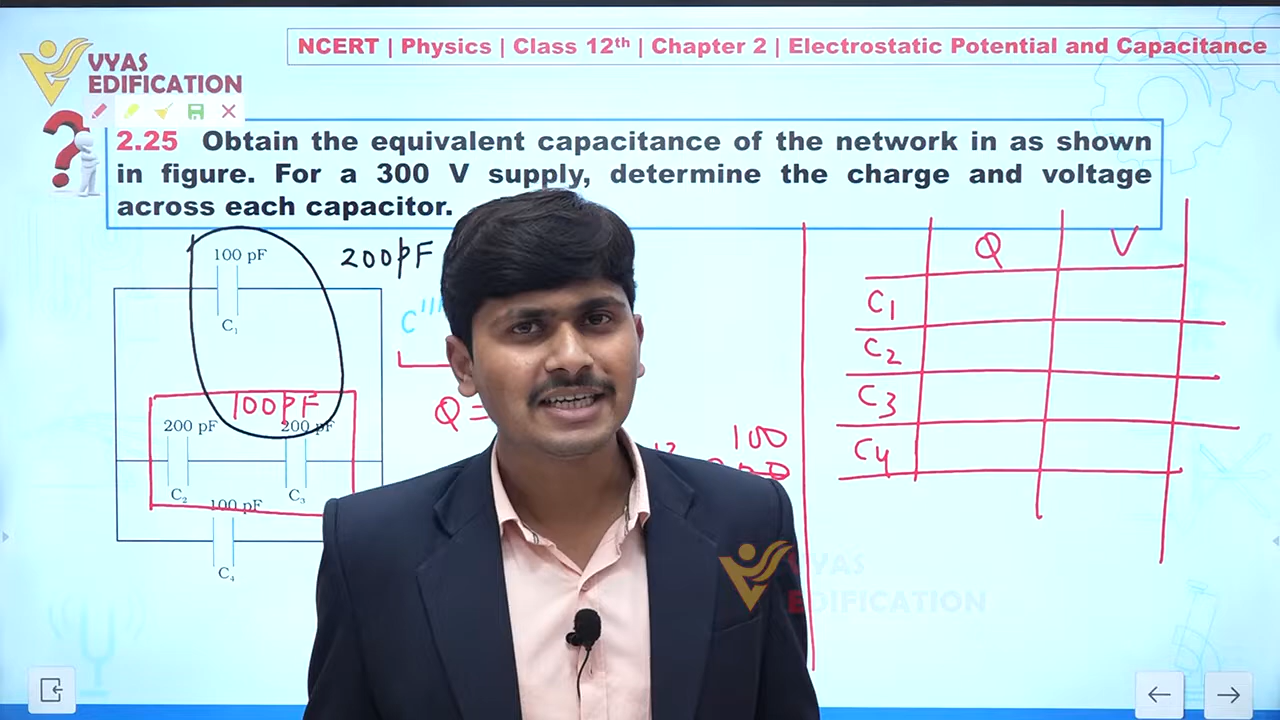 VYAS
EDIFICATION
NCERT | Physics | Class 12th | Chapter 2 | Electrostatic Potential and Capacitance
2.25 Obtain the equivalent capacitance of the network in as shown
in figure. For a 300 V supply, determine the charge and voltage
across each capacitor.
100 pF
C1
200pF
C'''
100pF
200 pF
200 pF
C2
C3
100 pF
C4
Q =
100
Q V
C1
C2
C3
C4
VYAS
EDIFICATION